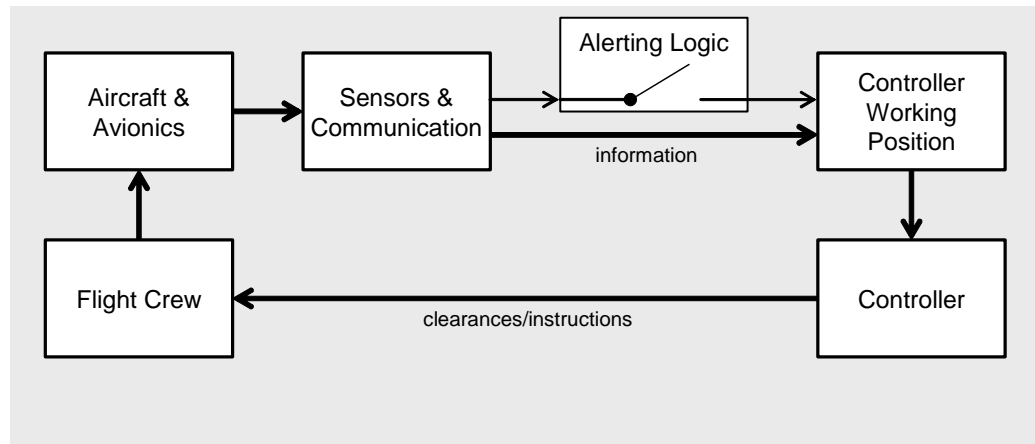 Alerting Logic
Aircraft &
Avionics
Sensors &
Communication
Controller
Working
Position
information
Flight Crew
Controller
clearances/instructions